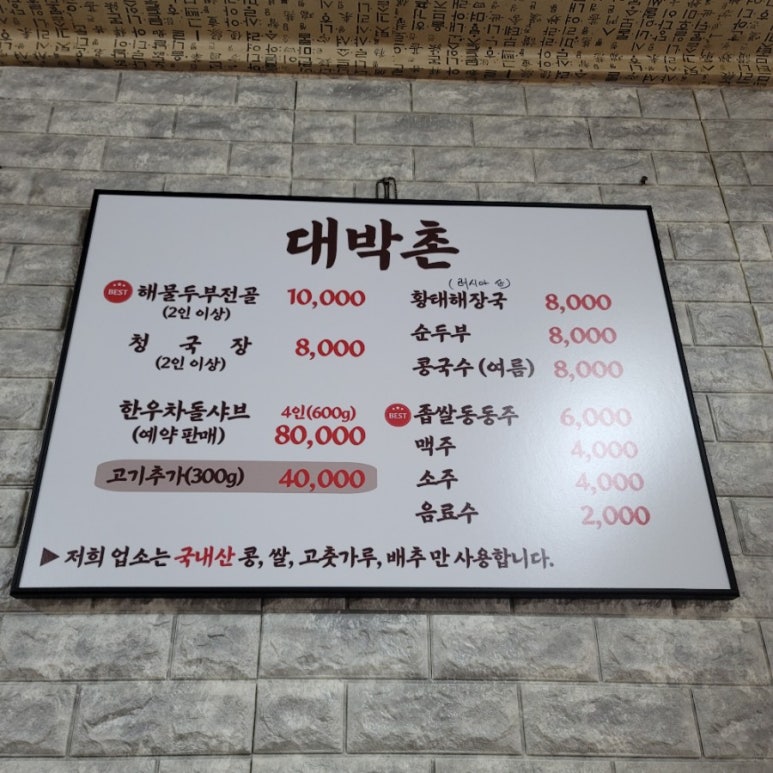 대박촌
BEST 해물두부전골 10,000
(2인 이상)
청국장 8,000
(2인 이상)
한우차돌샤브 4인(600g)
(예약 판매) 80,000
고기추가(300g) 40,000
(러시아 산)
황태해장국 8,000
순두부 8,000
콩국수 (여름) 8,000
BEST 좁쌀동동주 6,000
맥주 4,000
소주 4,000
음료수 2,000
▶ 저희 업소는 국내산 콩, 쌀, 고춧가루, 배추 만 사용합니다.